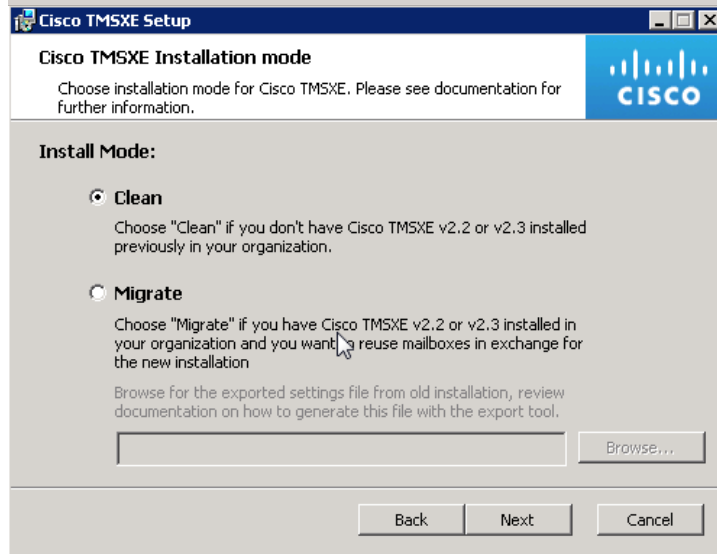 Cisco TMSXE Setup
Cisco TMSXE Installation mode
Choose installation mode for Cisco TMSXE. Please see documentation for
further information.
CISCO
Install Mode:
Clean
Choose "Clean" if you don't have Cisco TMSXE v2.2 or v2.3 installed
previously in your organization.
Migrate
Choose "Migrate" if you have Cisco TMSXE v2.2 or v2.3 installed in
your organization and you want reuse mailboxes in exchange for
the new installation
Browse for the exported settings file from old installation, review
documentation on how to generate this file with the export tool.
Browse...
Back
Next
Cancel